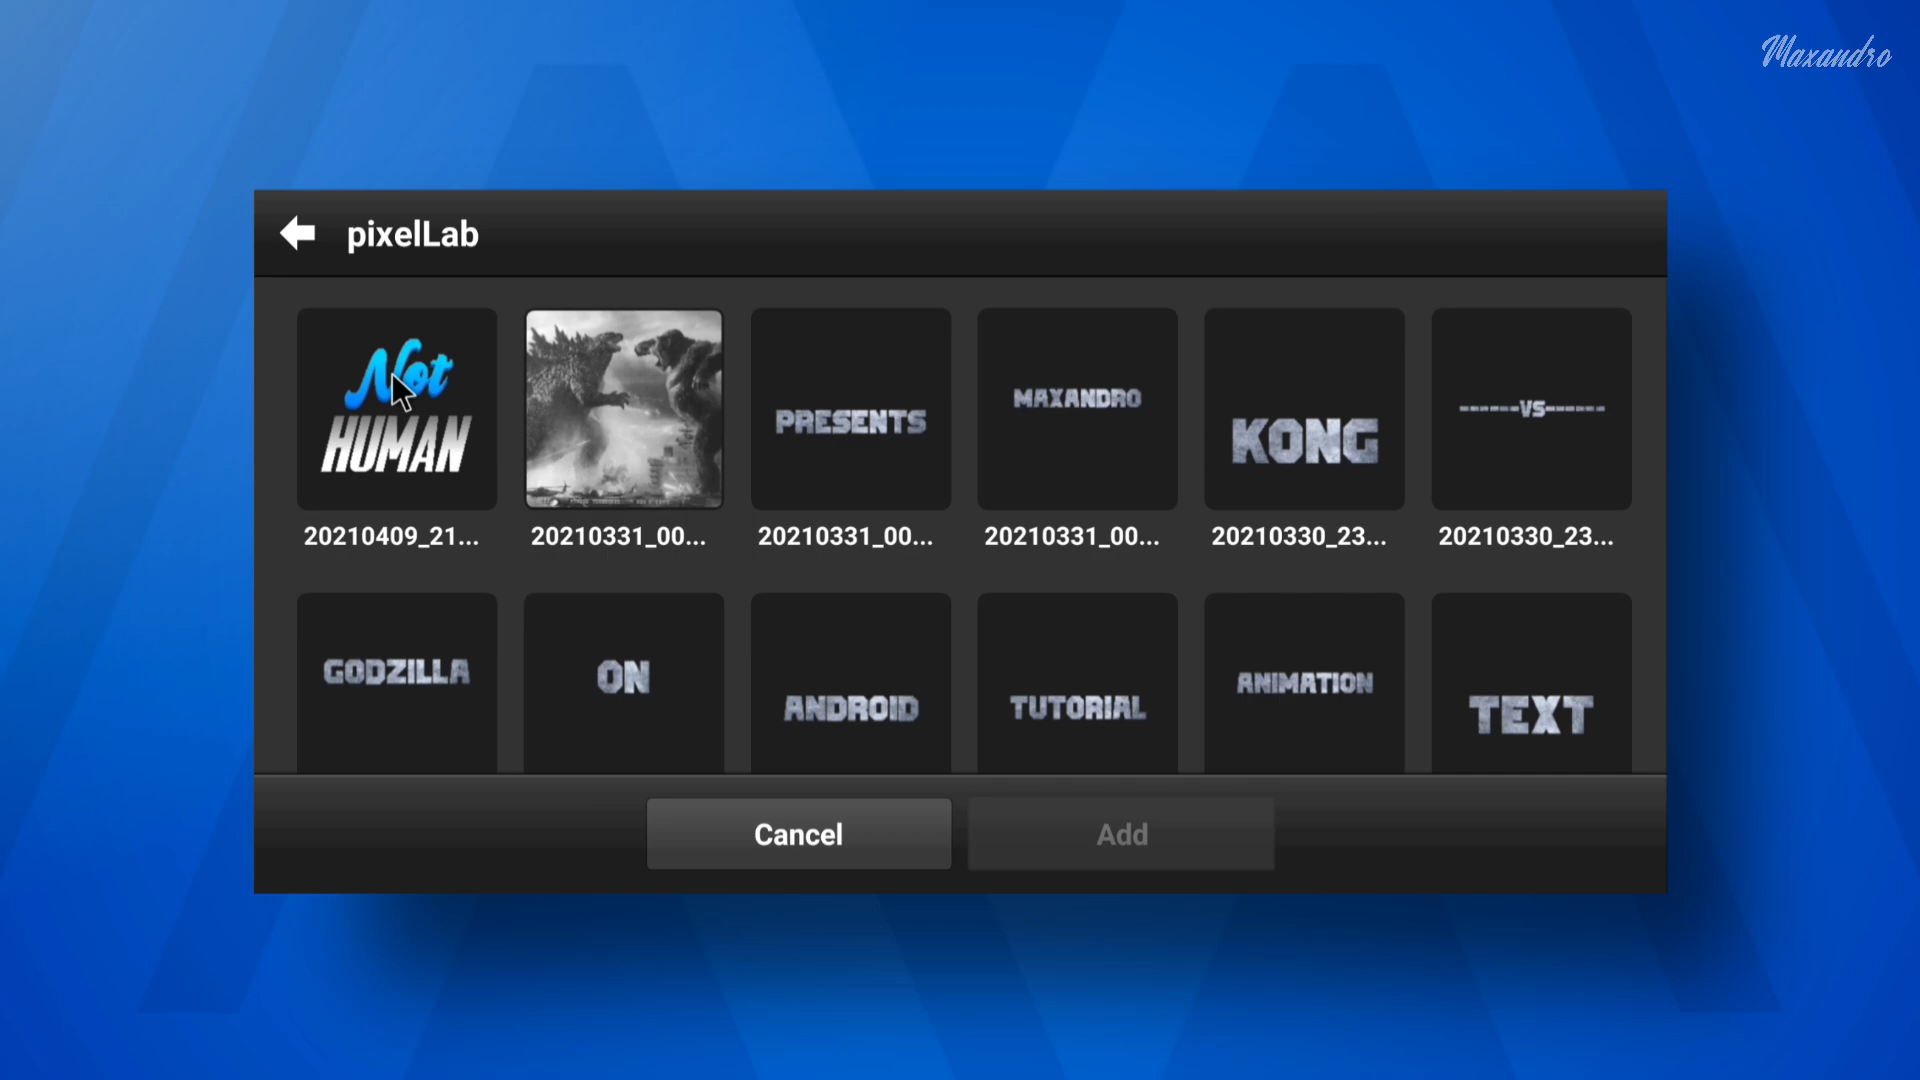 Maxandro
pixelLab
Not
HUMAN
PRESENTS
MAXANDRO
KONG
------VS------
20210409_21...
20210331_00...
20210331_00...
20210331_00...
20210330_23...
20210330_23...
GODZILLA
ON
ANDROID
TUTORIAL
ANIMATION
TEXT
Cancel
Add